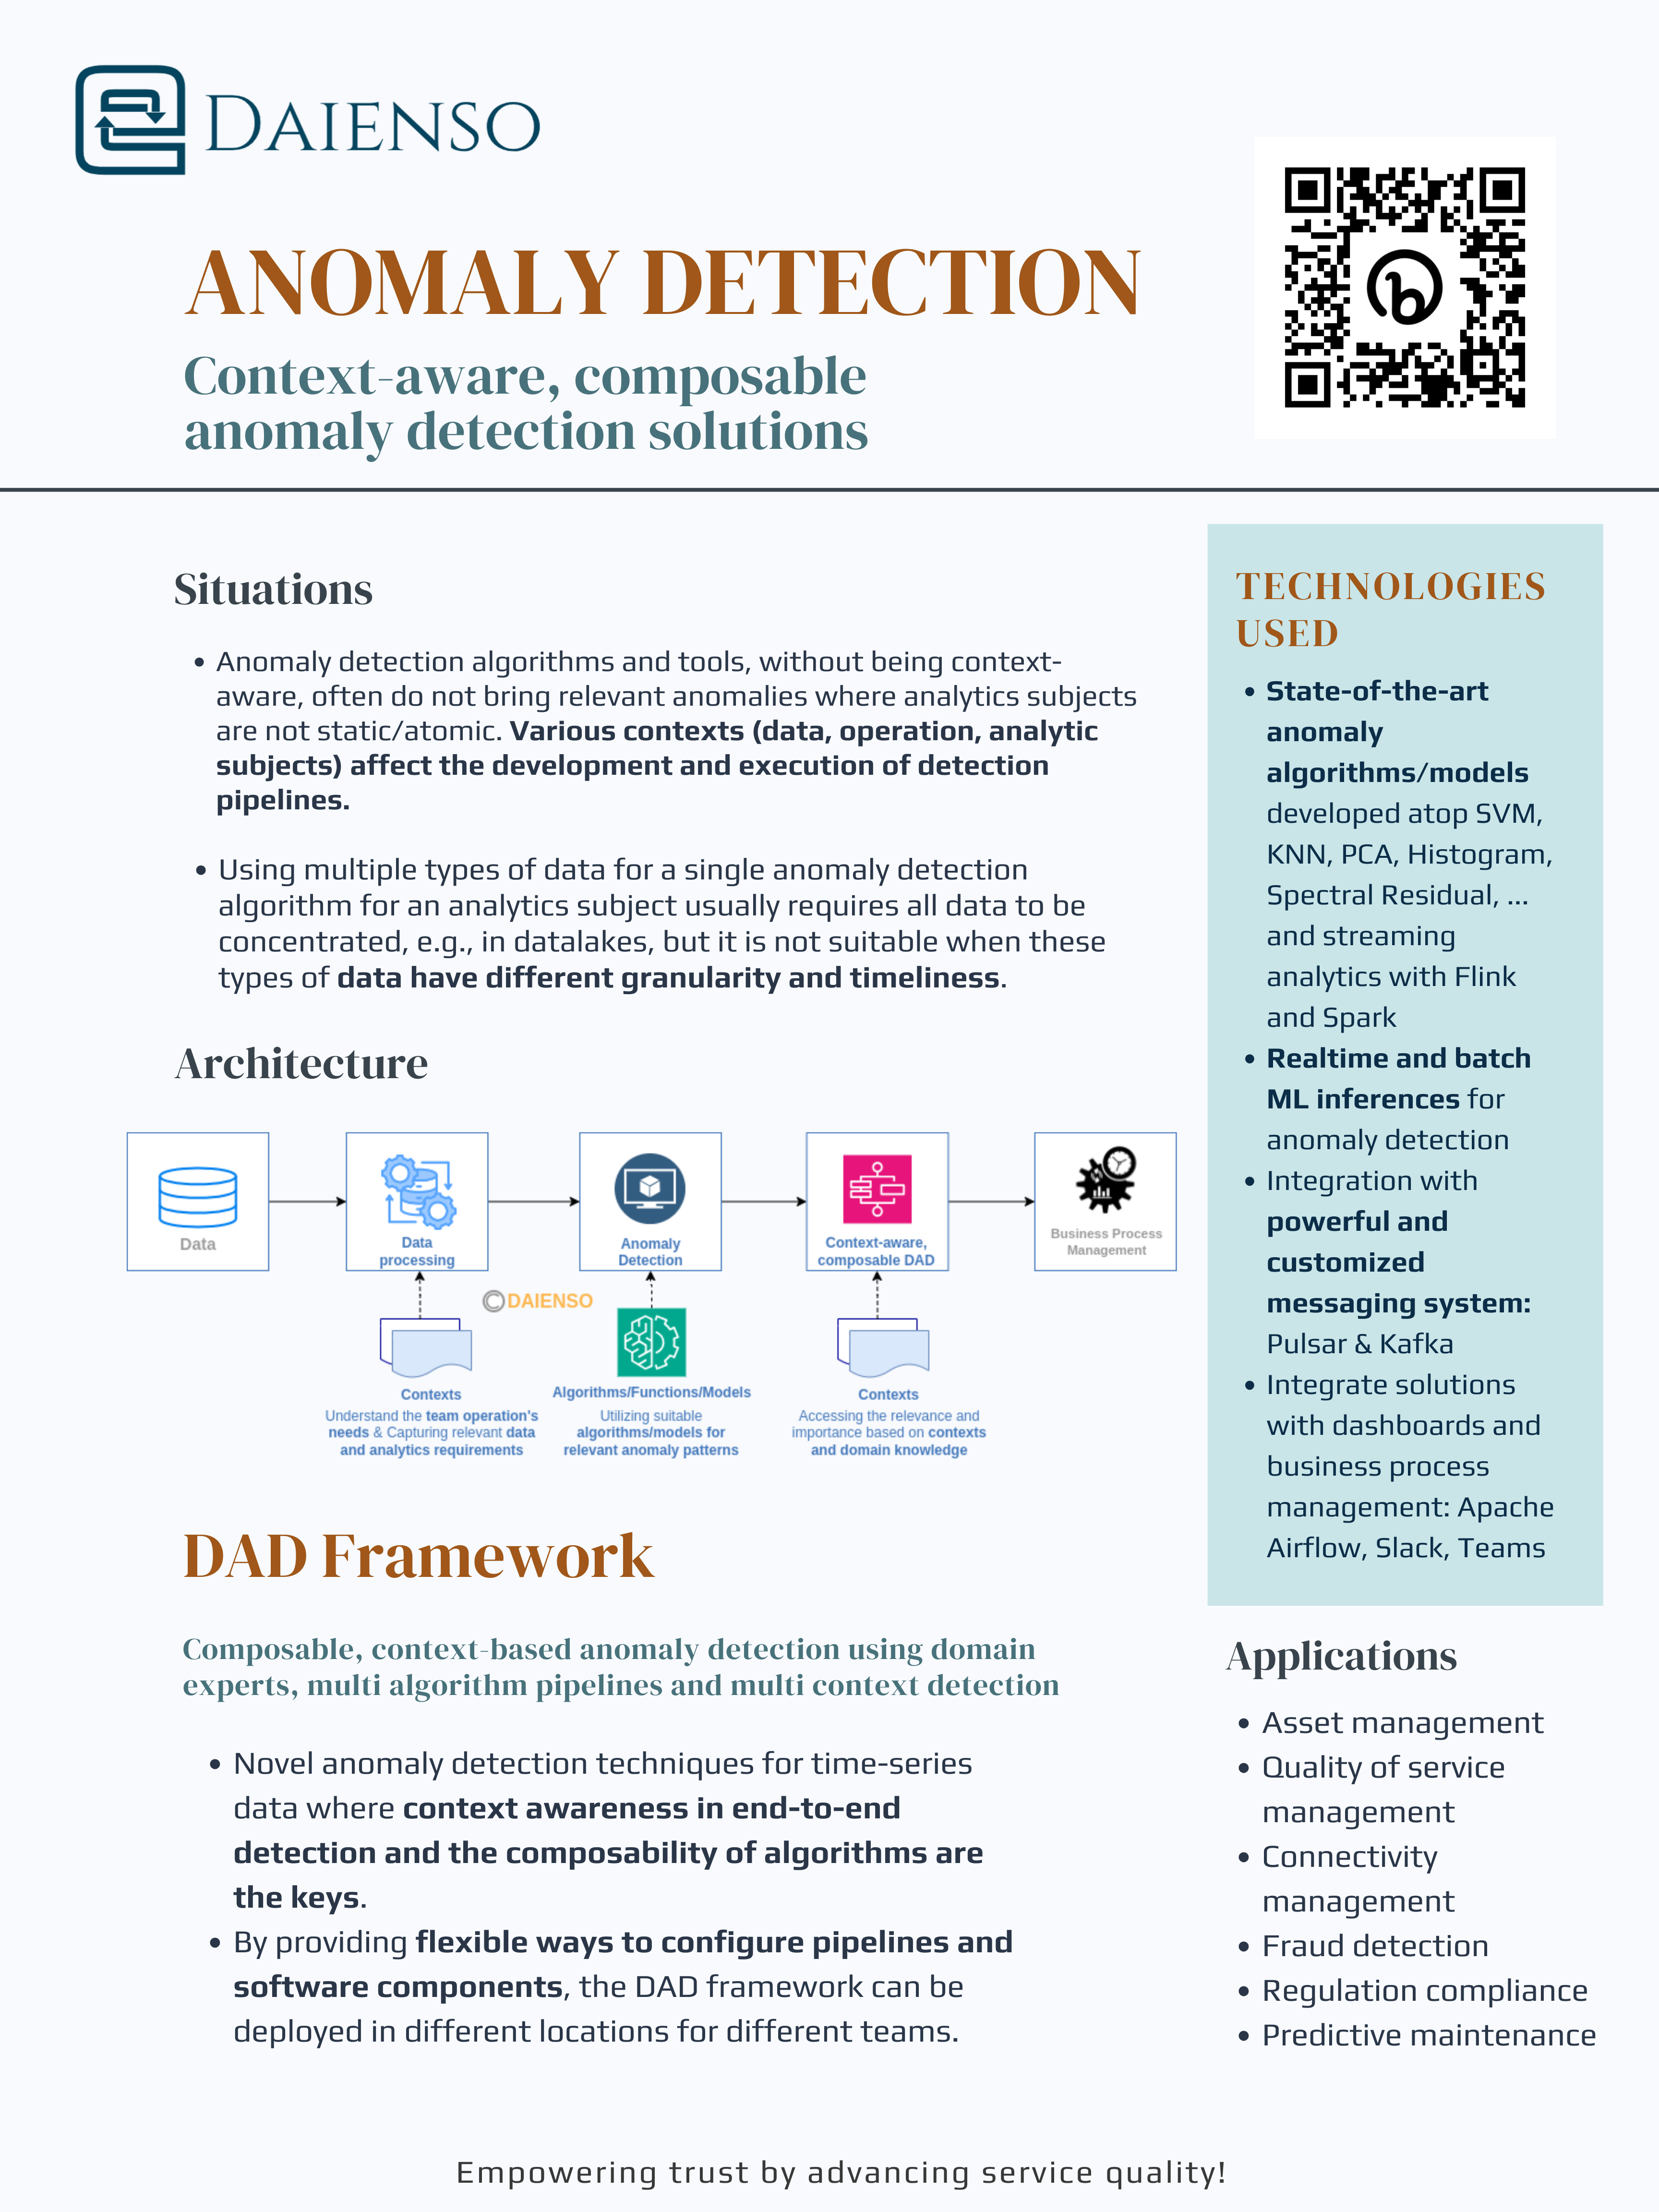 DAIENSO
ANOMALY DETECTION
Context-aware, composable
anomaly detection solutions
Situations
• Anomaly detection algorithms and tools, without being context-
aware, often do not bring relevant anomalies where analytics subjects
are not static/atomic. Various contexts (data, operation, analytic
subjects) affect the development and execution of detection
pipelines.
• Using multiple types of data for a single anomaly detection
algorithm for an analytics subject usually requires all data to be
concentrated, e.g., in datalakes, but it is not suitable when these
types of data have different granularity and timeliness.
Architecture
Data
Data
processing
Anomaly
Detection
Context-aware,
composable DAD
Business Process
Management
© DAIENSO
Contexts
Understand the team operation's
needs & Capturing relevant data
and analytics requirements
Algorithms/Functions/Models
Utilizing suitable
algorithms/models for
relevant anomaly patterns
Contexts
Accessing the relevance and
importance based on contexts
and domain knowledge
DAD Framework
Composable, context-based anomaly detection using domain
experts, multi algorithm pipelines and multi context detection
• Novel anomaly detection techniques for time-series
data where context awareness in end-to-end
detection and the composability of algorithms are
the keys.
• By providing flexible ways to configure pipelines and
software components, the DAD framework can be
deployed in different locations for different teams.
TECHNOLOGIES
USED
• State-of-the-art
anomaly
algorithms/models
developed atop SVM,
KNN, PCA, Histogram,
Spectral Residual, ...
and streaming
analytics with Flink
and Spark
• Realtime and batch
ML inferences for
anomaly detection
• Integration with
powerful and
customized
messaging system:
Pulsar & Kafka
• Integrate solutions
with dashboards and
business process
management: Apache
Airflow, Slack, Teams
Applications
• Asset management
• Quality of service
management
• Connectivity
management
• Fraud detection
• Regulation compliance
• Predictive maintenance
Empowering trust by advancing service quality!